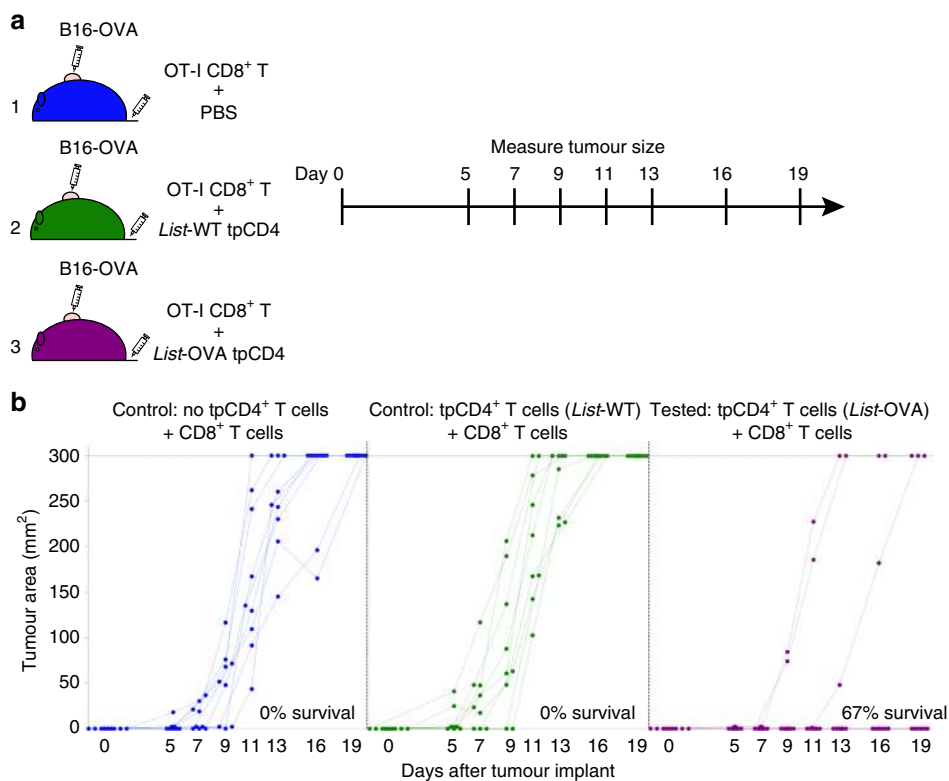 a
B16-OVA
1
OT-I CD8+ T
+
PBS
B16-OVA
2
OT-I CD8+ T
+
List-WT tpCD4
B16-OVA
3
OT-I CD8+ T
+
List-OVA tpCD4
Measure tumour size
Day 0 5 7 9 11 13 16 19
b
Control: no tpCD4+ T cells
+ CD8+ T cells
Control: tpCD4+ T cells (List-WT)
+ CD8+ T cells
Tested: tpCD4+ T cells (List-OVA)
+ CD8+ T cells
Tumour area (mm2)
300
250
200
150
100
50
0
0% survival
0% survival
67% survival
0 5 7 9 11 13 16 19
0 5 7 9 11 13 16 19
0 5 7 9 11 13 16 19
Days after tumour implant